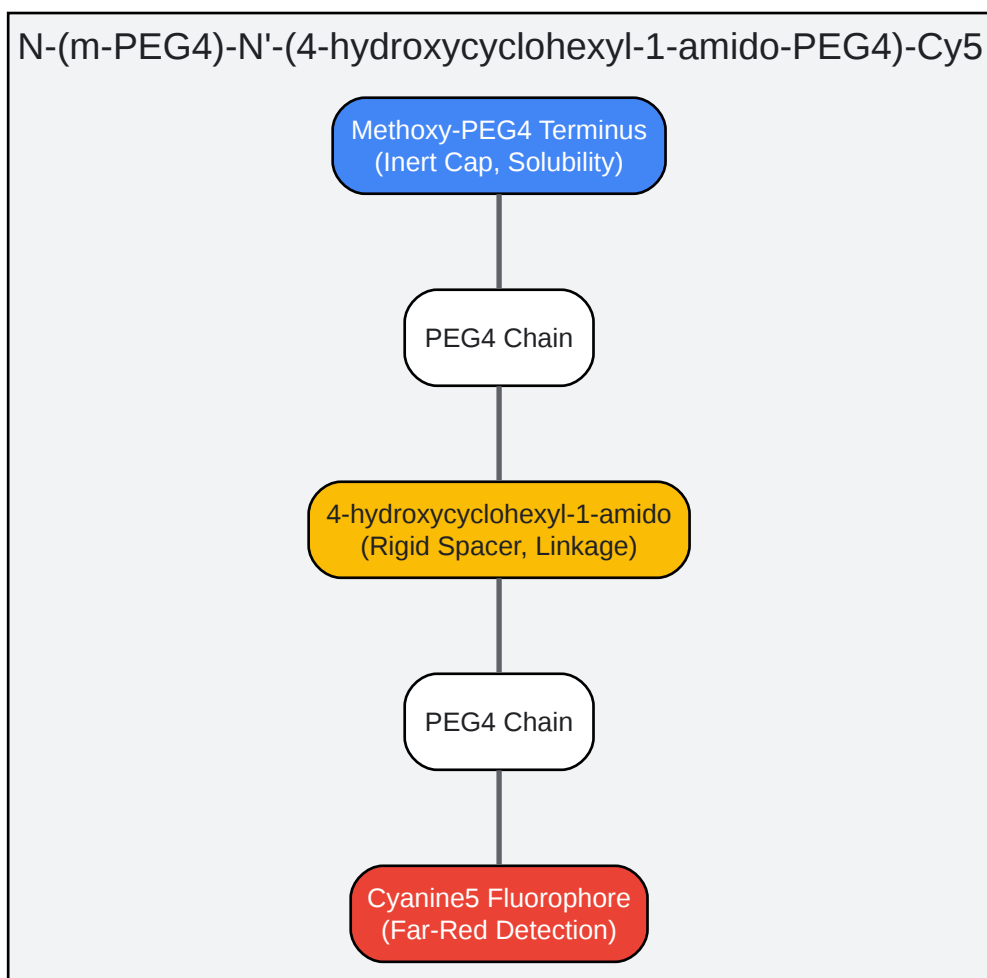 N-(m-PEG4)-N'-(4-hydroxycyclohexyl-1-amido-PEG4)-Cy5
Methoxy-PEG4 Terminus
(Inert Cap, Solubility)
PEG4 Chain
4-hydroxycyclohexyl-1-amido
(Rigid Spacer, Linkage)
PEG4 Chain
Cyanine5 Fluorophore
(Far-Red Detection)